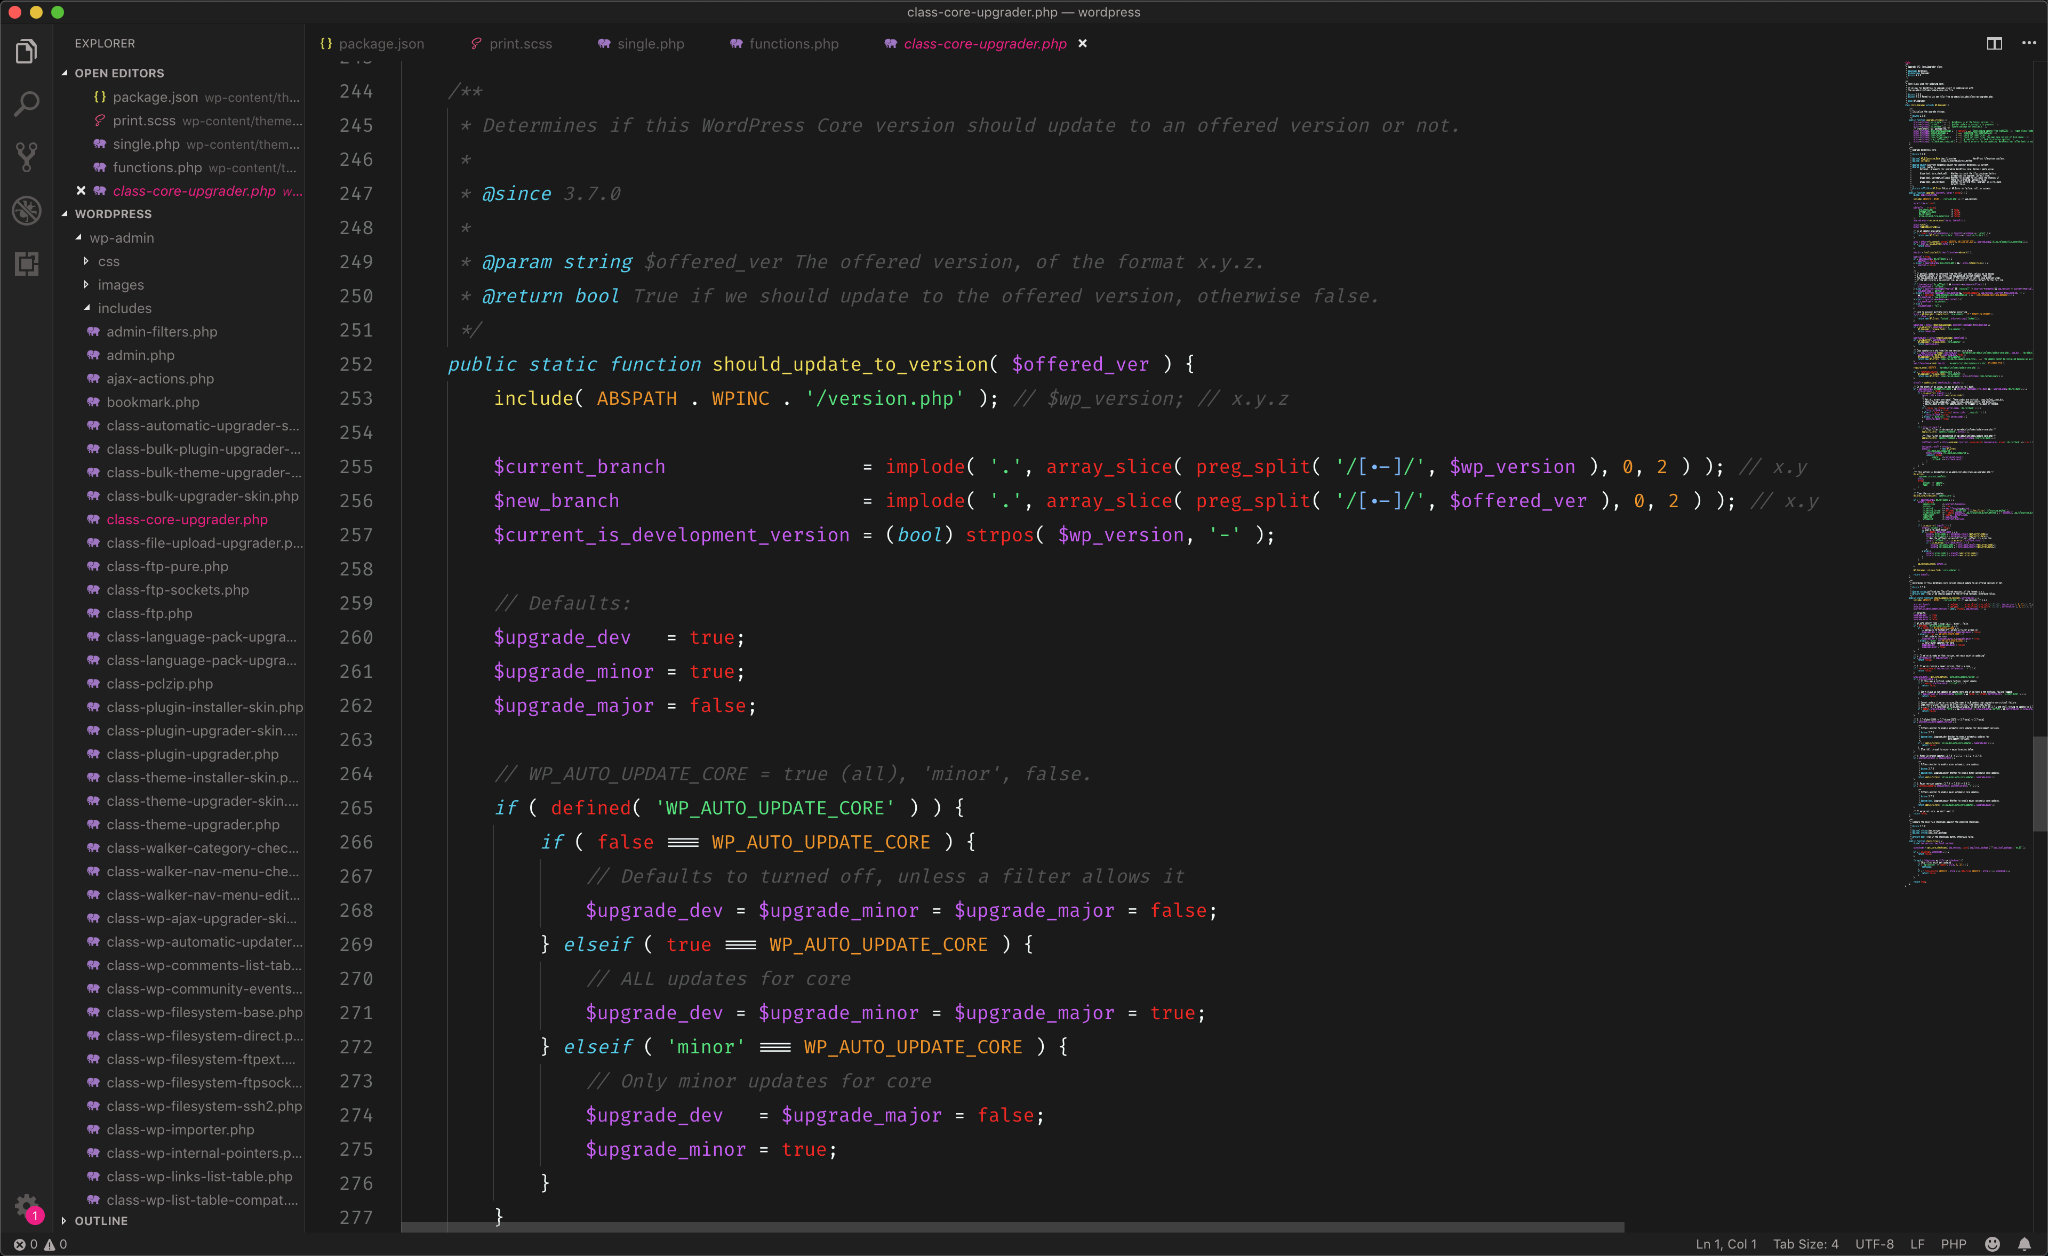 class-core-upgrader.php — wordpress
EXPLORER
OPEN EDITORS
{} package.json wp-content/th...
print.scss wp-content/theme...
single.php wp-content/them...
functions.php wp-content/t...
× class-core-upgrader.php w...
WORDPRESS
wp-admin
css
images
includes
admin-filters.php
admin.php
ajax-actions.php
bookmark.php
class-automatic-upgrader-s...
class-bulk-plugin-upgrader-...
class-bulk-theme-upgrader-...
class-bulk-upgrader-skin.php
class-core-upgrader.php
class-file-upload-upgrader.p...
class-ftp-pure.php
class-ftp-sockets.php
class-ftp.php
class-language-pack-upgra...
class-language-pack-upgra...
class-pclzip.php
class-plugin-installer-skin.php
class-plugin-upgrader-skin....
class-plugin-upgrader.php
class-theme-installer-skin.p...
class-theme-upgrader-skin....
class-theme-upgrader.php
class-walker-category-chec...
class-walker-nav-menu-che...
class-walker-nav-menu-edit...
class-wp-ajax-upgrader-ski...
class-wp-automatic-updater...
class-wp-comments-list-tab...
class-wp-community-events...
class-wp-filesystem-base.php
class-wp-filesystem-direct.p...
class-wp-filesystem-ftpext....
class-wp-filesystem-ftpsock...
class-wp-filesystem-ssh2.php
class-wp-importer.php
class-wp-internal-pointers.p...
class-wp-links-list-table.php
class-wp-list-table-compat....
OUTLINE
1
{} package.json print.scss single.php functions.php class-core-upgrader.php ×
244 /**
245 * Determines if this WordPress Core version should update to an offered version or not.
246 *
247 * @since 3.7.0
248 *
249 * @param string $offered_ver The offered version, of the format x.y.z.
250 * @return bool True if we should update to the offered version, otherwise false.
251 */
252 public static function should_update_to_version( $offered_ver ) {
253 include( ABSPATH . WPINC . '/version.php' ); // $wp_version; // x.y.z
254
255 $current_branch = implode( '.', array_slice( preg_split( '/[•-]/', $wp_version ), 0, 2 ) ); // x.y
256 $new_branch = implode( '.', array_slice( preg_split( '/[•-]/', $offered_ver ), 0, 2 ) ); // x.y
257 $current_is_development_version = (bool) strpos( $wp_version, '-' );
258
259 // Defaults:
260 $upgrade_dev = true;
261 $upgrade_minor = true;
262 $upgrade_major = false;
263
264 // WP_AUTO_UPDATE_CORE = true (all), 'minor', false.
265 if ( defined( 'WP_AUTO_UPDATE_CORE' ) ) {
266 if ( false === WP_AUTO_UPDATE_CORE ) {
267 // Defaults to turned off, unless a filter allows it
268 $upgrade_dev = $upgrade_minor = $upgrade_major = false;
269 } elseif ( true === WP_AUTO_UPDATE_CORE ) {
270 // ALL updates for core
271 $upgrade_dev = $upgrade_minor = $upgrade_major = true;
272 } elseif ( 'minor' === WP_AUTO_UPDATE_CORE ) {
273 // Only minor updates for core
274 $upgrade_dev = $upgrade_major = false;
275 $upgrade_minor = true;
276 }
277 }
0 0 Ln 1, Col 1 Tab Size: 4 UTF-8 LF PHP